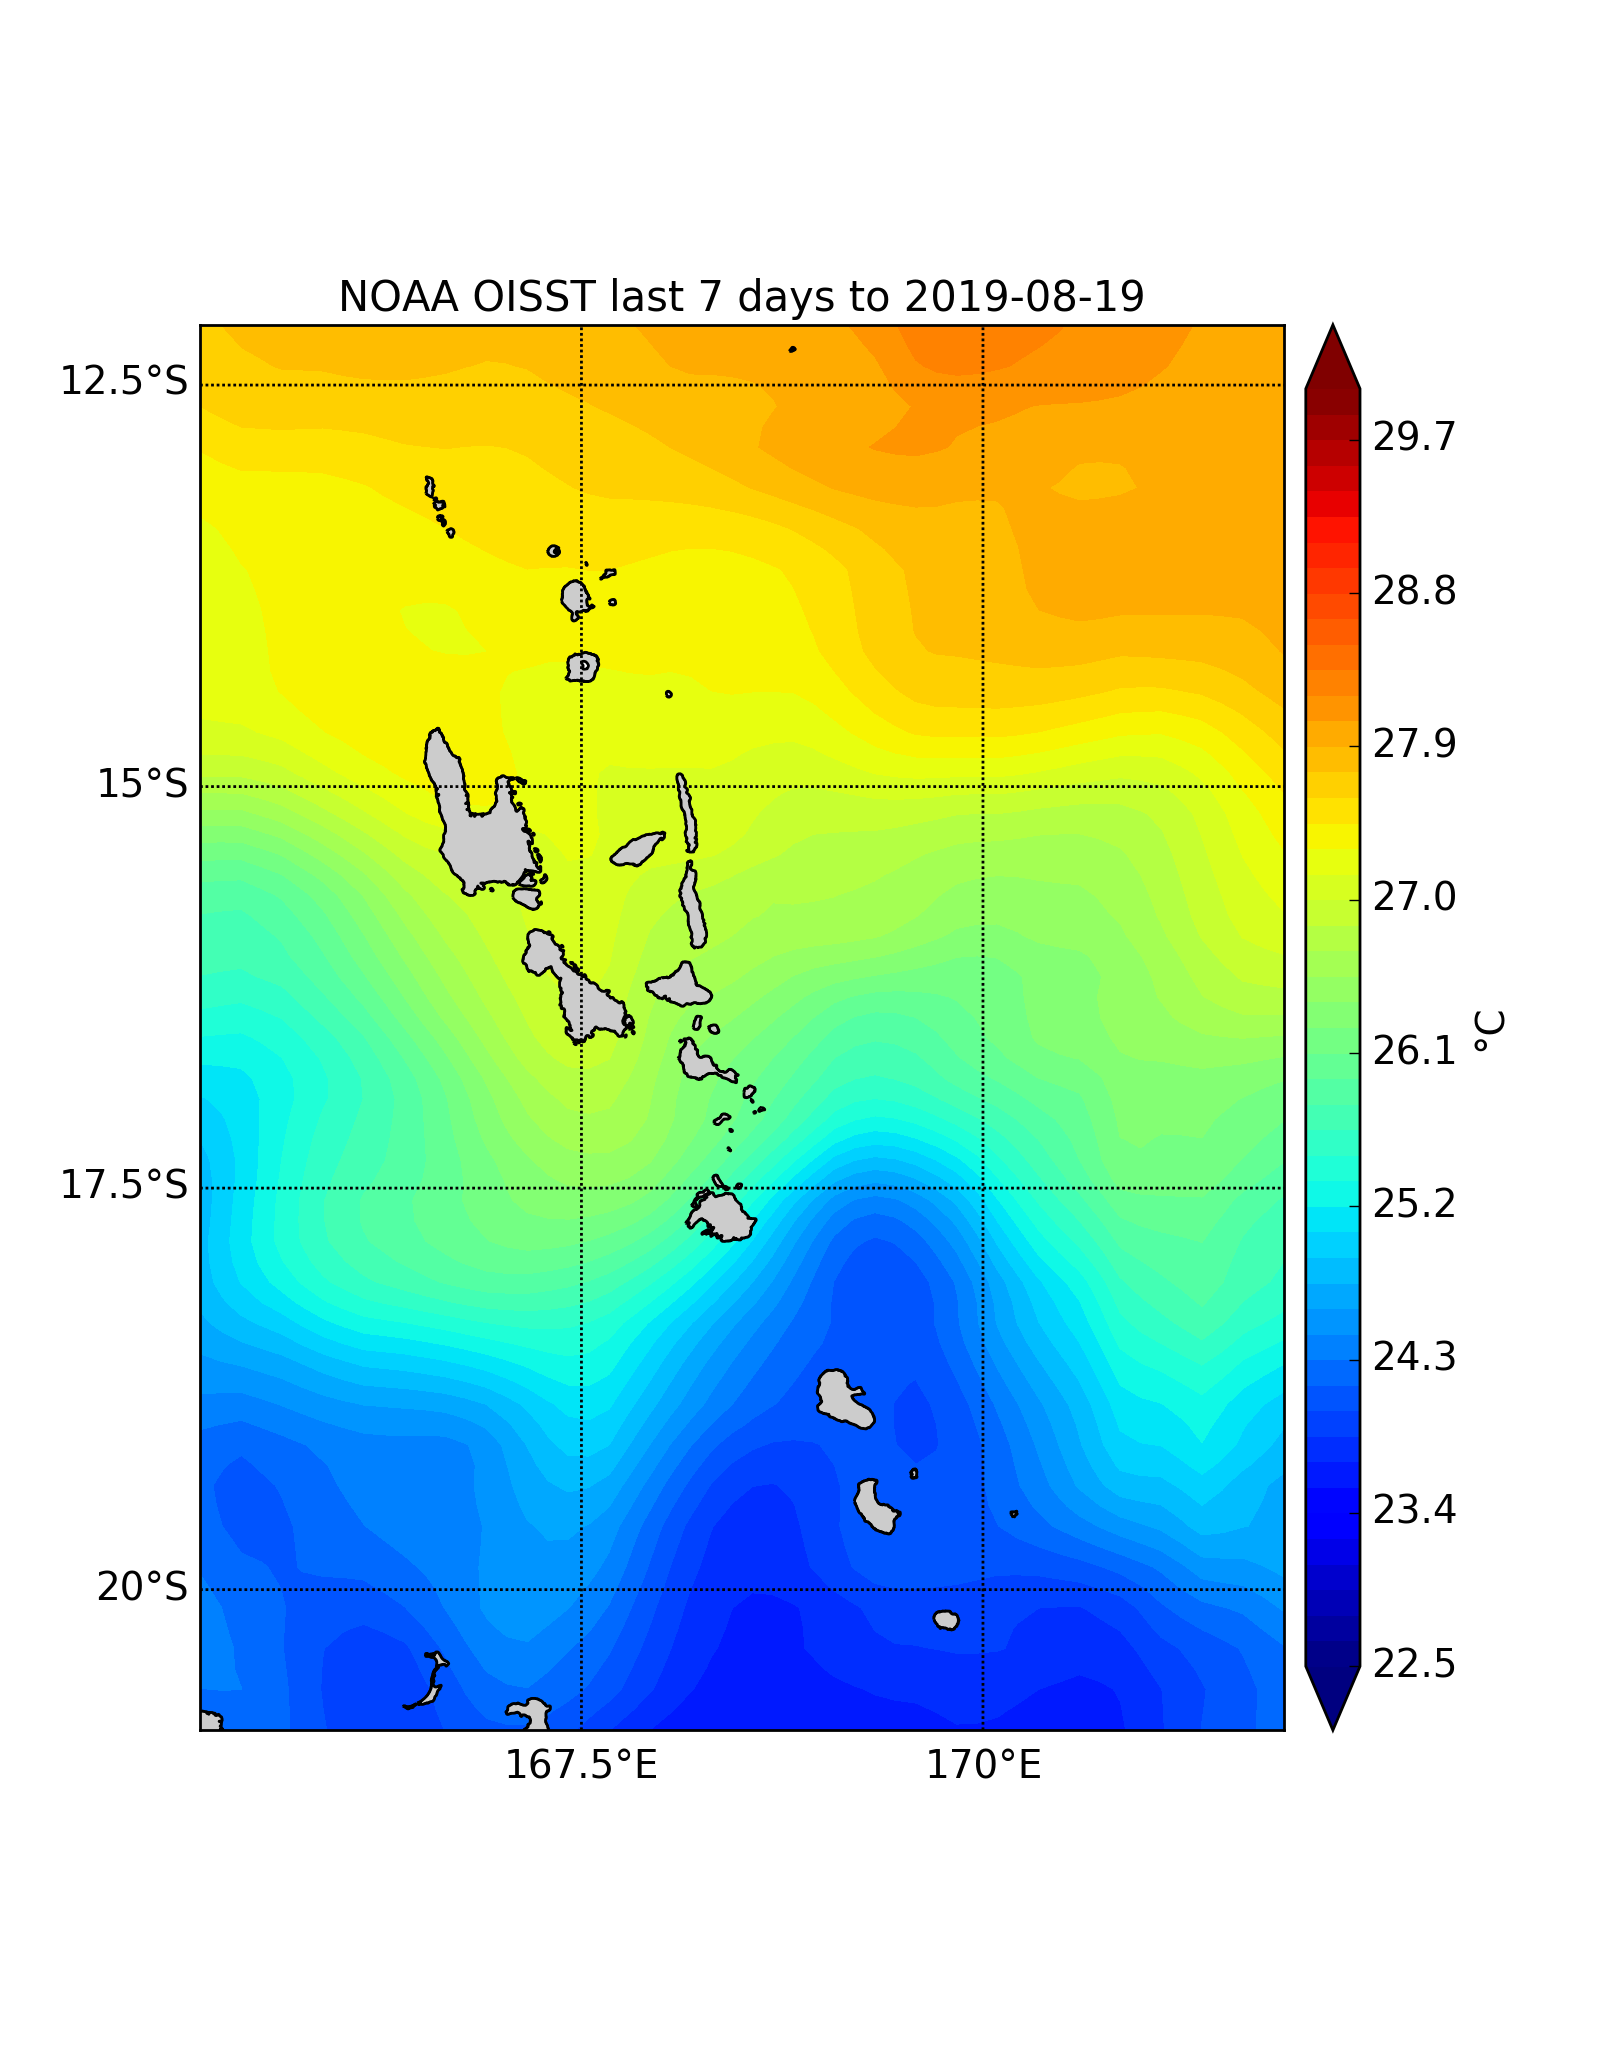 NOAA OISST last 7 days to 2019-08-19
12.5°S
15°S
17.5°S
20°S
167.5°E
170°E
29.7
28.8
27.9
27.0
26.1
25.2
24.3
23.4
22.5
°C